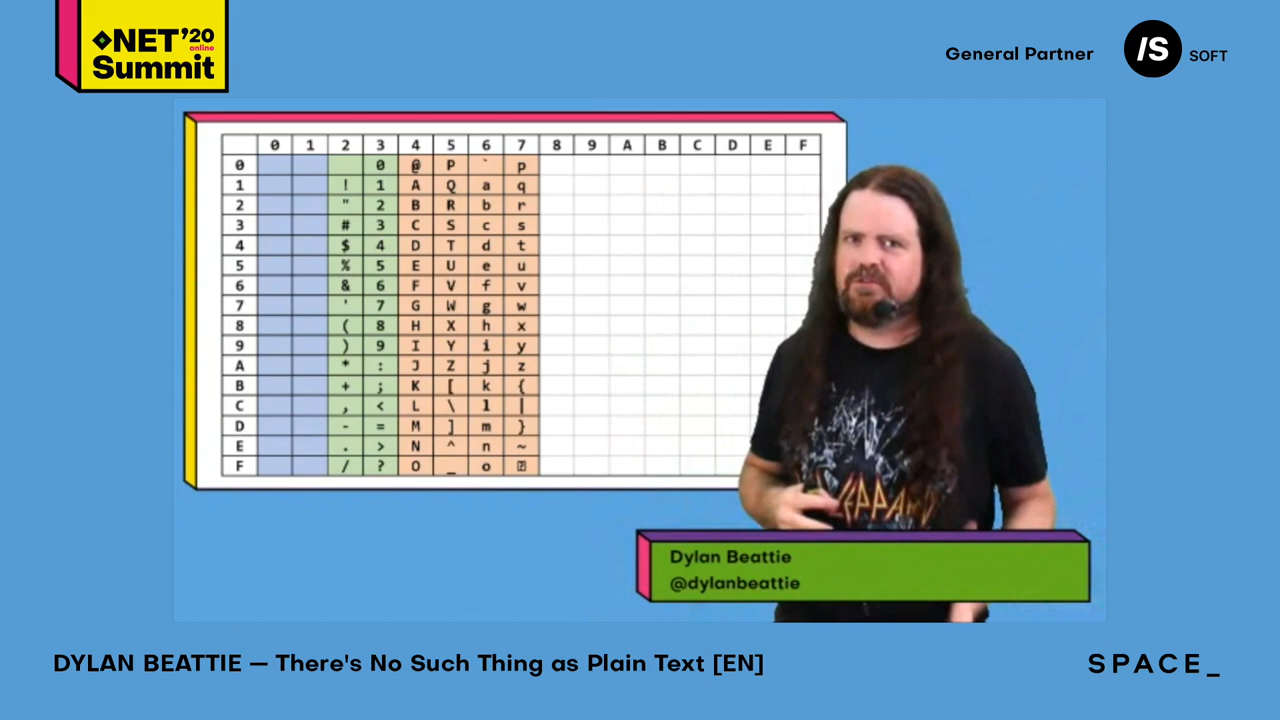 .NET'20
online
Summit
General Partner
/S SOFT
0 1 2 3 4 5 6 7 8 9 A B C D E F
0 0 @ P ` p
1 ! 1 A Q a q
2 " 2 B R b r
3 # 3 C S c s
4 $ 4 D T d t
5 % 5 E U e u
6 & 6 F V f v
7 ' 7 G W g w
8 ( 8 H X h x
9 ) 9 I Y i y
A * : J Z j z
B + ; K [ k {
C , < L \ l |
D - = M ] m }
E . > N ^ n ~
F / ? O _ o
LEPPARD
Dylan Beattie
@dylanbeattie
DYLAN BEATTIE — There's No Such Thing as Plain Text [EN]
SPACE_